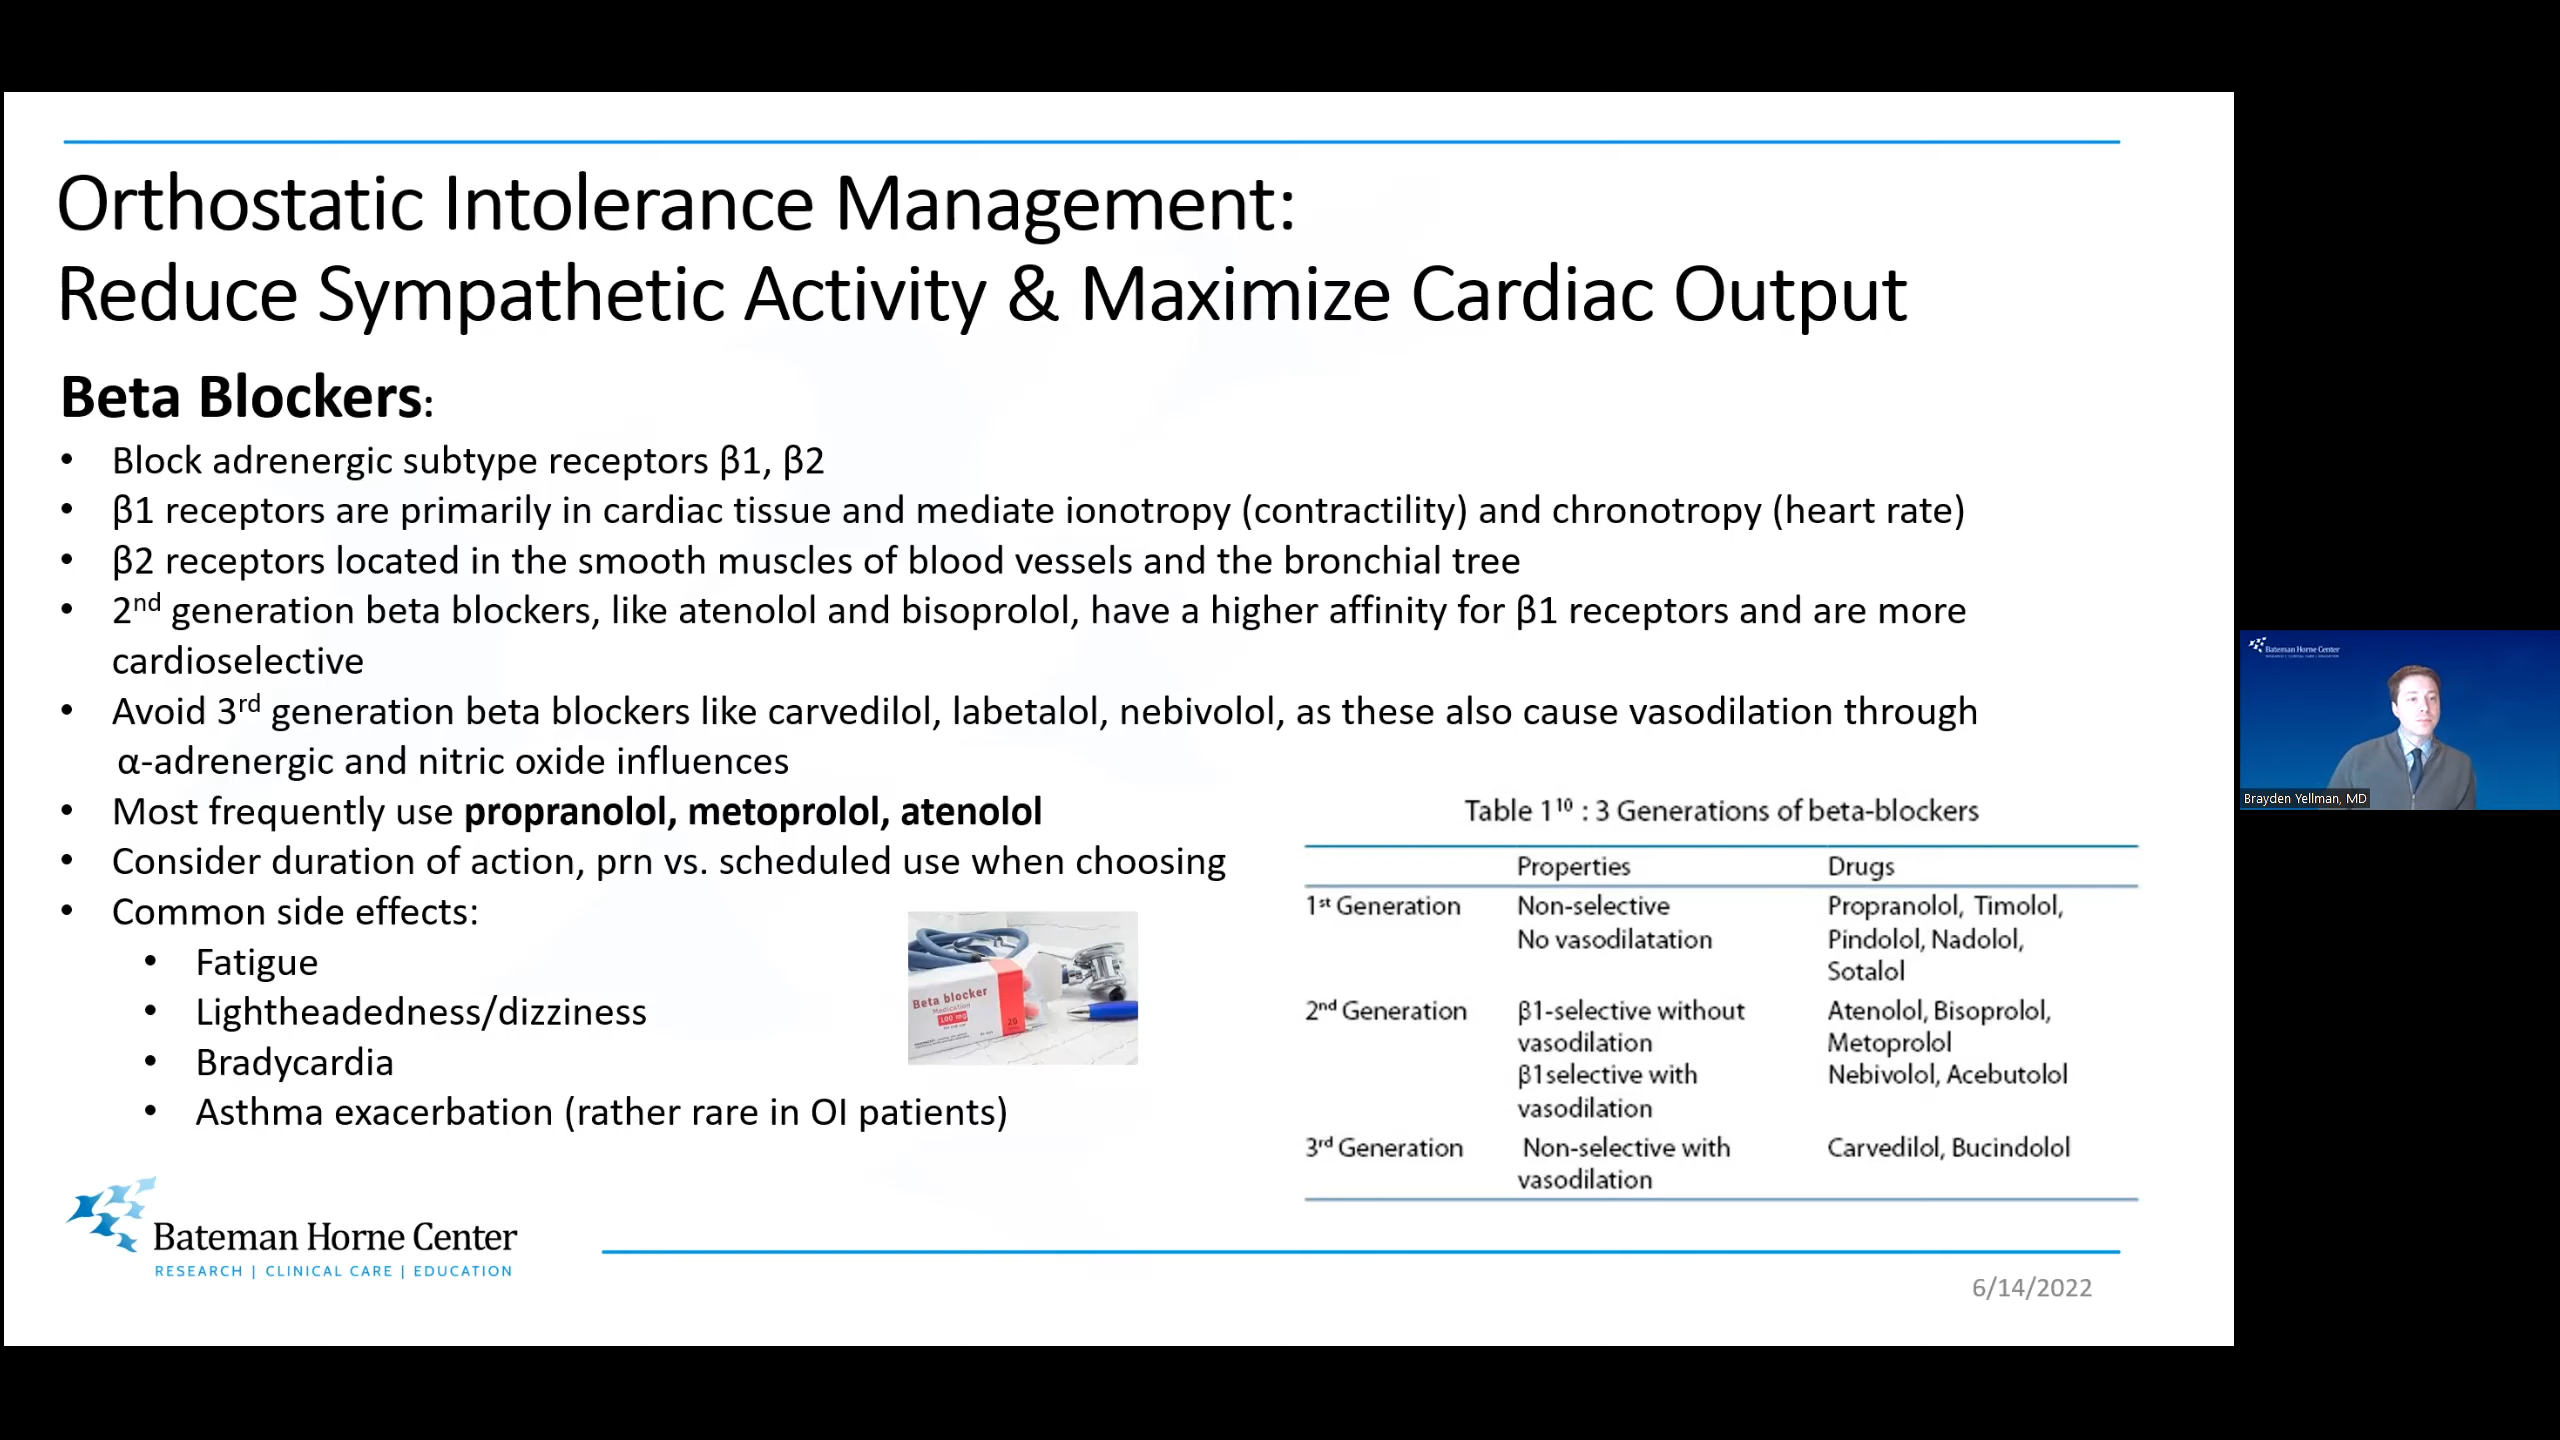 Orthostatic Intolerance Management:
Reduce Sympathetic Activity & Maximize Cardiac Output
Beta Blockers:
• Block adrenergic subtype receptors β1, β2
• β1 receptors are primarily in cardiac tissue and mediate ionotropy (contractility) and chronotropy (heart rate)
• β2 receptors located in the smooth muscles of blood vessels and the bronchial tree
• 2nd generation beta blockers, like atenolol and bisoprolol, have a higher affinity for β1 receptors and are more
cardioselective
• Avoid 3rd generation beta blockers like carvedilol, labetalol, nebivolol, as these also cause vasodilation through
α-adrenergic and nitric oxide influences
• Most frequently use propranolol, metoprolol, atenolol
• Consider duration of action, prn vs. scheduled use when choosing
• Common side effects:
• Fatigue
• Lightheadedness/dizziness
• Bradycardia
• Asthma exacerbation (rather rare in OI patients)
Beta blocker
Medication
100 mg
20
Table 1¹⁰ : 3 Generations of beta-blockers
Properties Drugs
1st Generation Non-selective Propranolol, Timolol,
No vasodilatation Pindolol, Nadolol,
Sotalol
2nd Generation β1-selective without Atenolol, Bisoprolol,
vasodilation Metoprolol
β1selective with Nebivolol, Acebutolol
vasodilation
3rd Generation Non-selective with Carvedilol, Bucindolol
vasodilation
Bateman Horne Center
RESEARCH | CLINICAL CARE | EDUCATION
6/14/2022
Bateman Horne Center
RESEARCH | CLINICAL CARE | EDUCATION
Brayden Yellman, MD